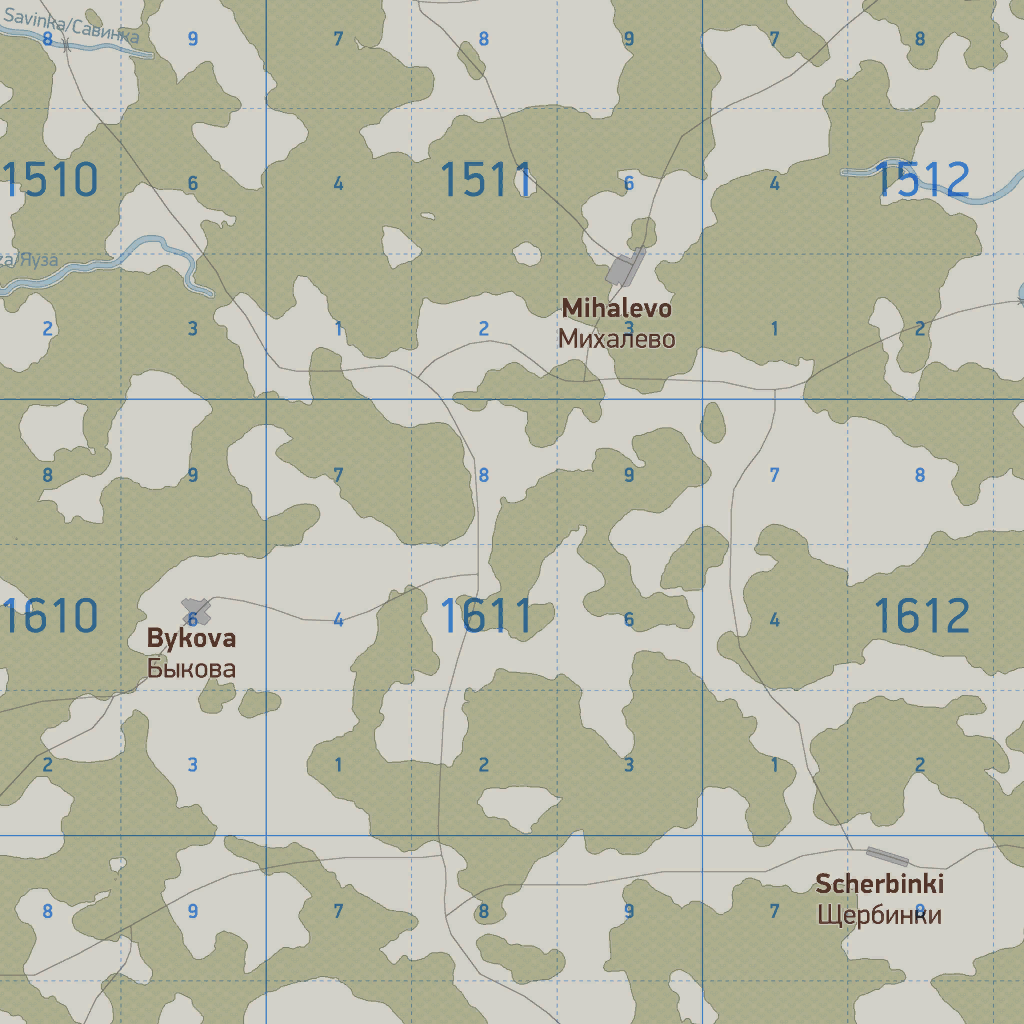 Savinka/Савинка
8 9 7 8 9 7 8
1510 1511 1512
6 4 6 4
za/Яуза
Mihalevo
Михалево
2 3 1 2 3 1 2
8 9 7 8 9 7 8
1610 1611 1612
6 4 6 4
Bykova
Быкова
2 3 1 2 3 1 2
Scherbinki
Щербинки
8 9 7 8 9 7 8